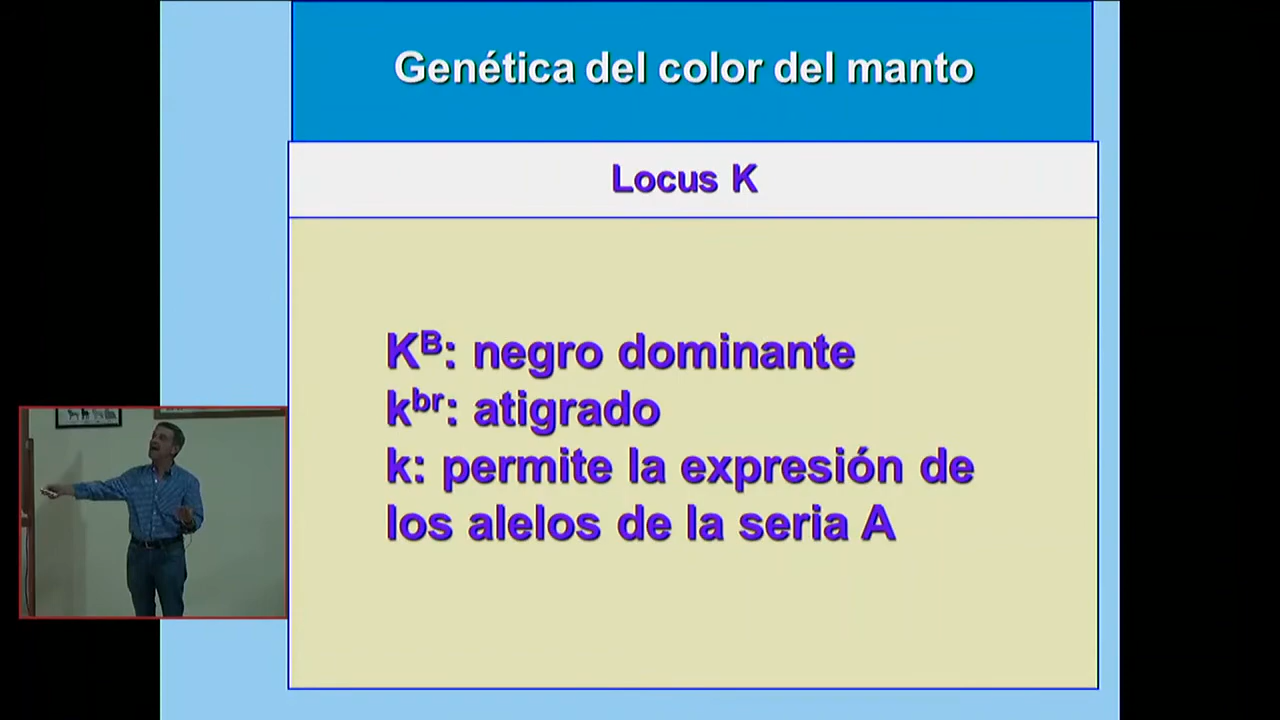 Genética del color del manto
Locus K
Kᴮ: negro dominante
kᵇʳ: atigrado
k: permite la expresión de
los alelos de la seria A